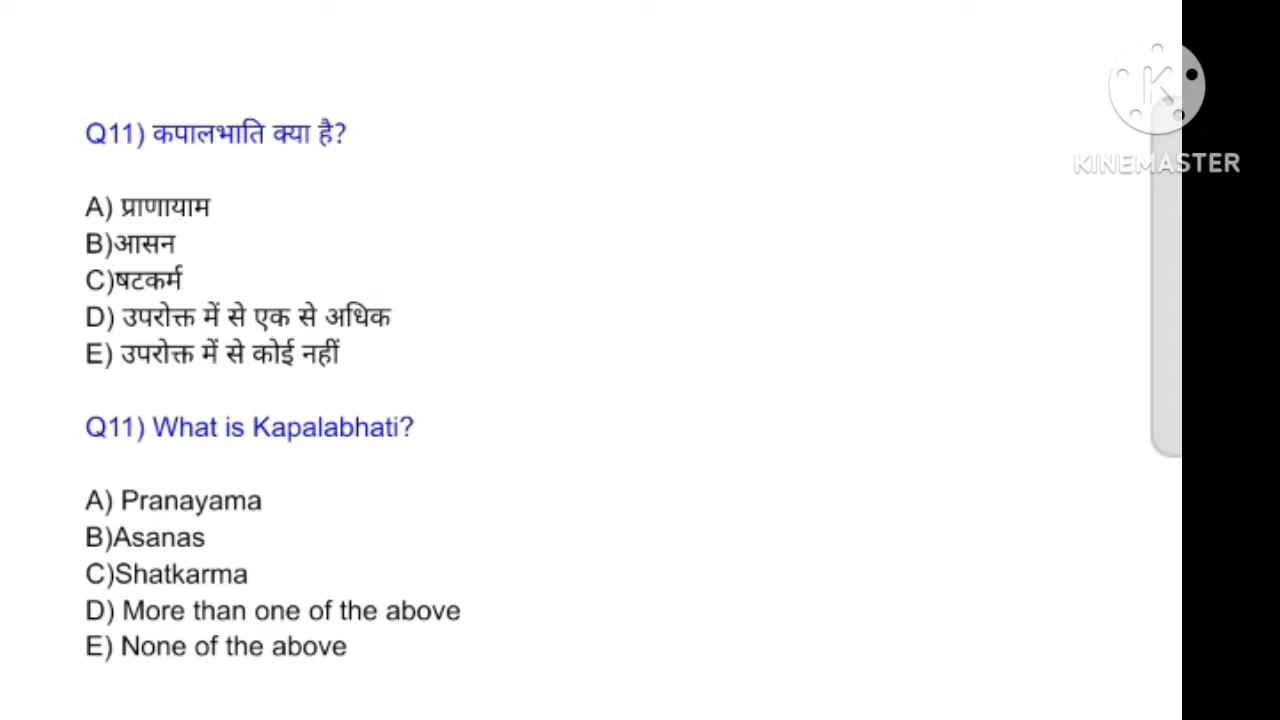 Q11) कपालभाति क्या है?
A) प्राणायाम
B)आसन
C)षटकर्म
D) उपरोक्त में से एक से अधिक
E) उपरोक्त में से कोई नहीं
Q11) What is Kapalabhati?
A) Pranayama
B)Asanas
C)Shatkarma
D) More than one of the above
E) None of the above
K
KINEMASTER